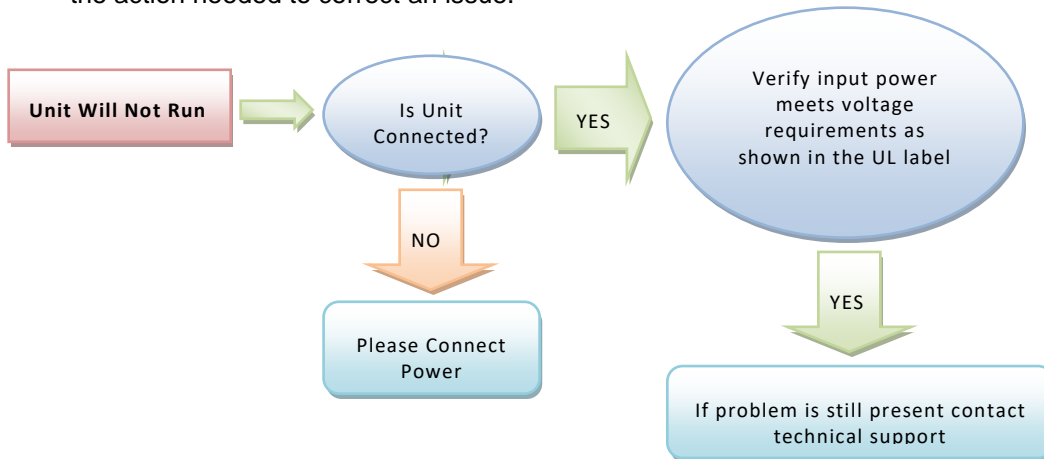 the action needed to correct an issue.
Unit Will Not Run
Is Unit
Connected?
YES
Verify input power
meets voltage
requirements as
shown in the UL label
NO
Please Connect
Power
YES
If problem is still present contact
technical support